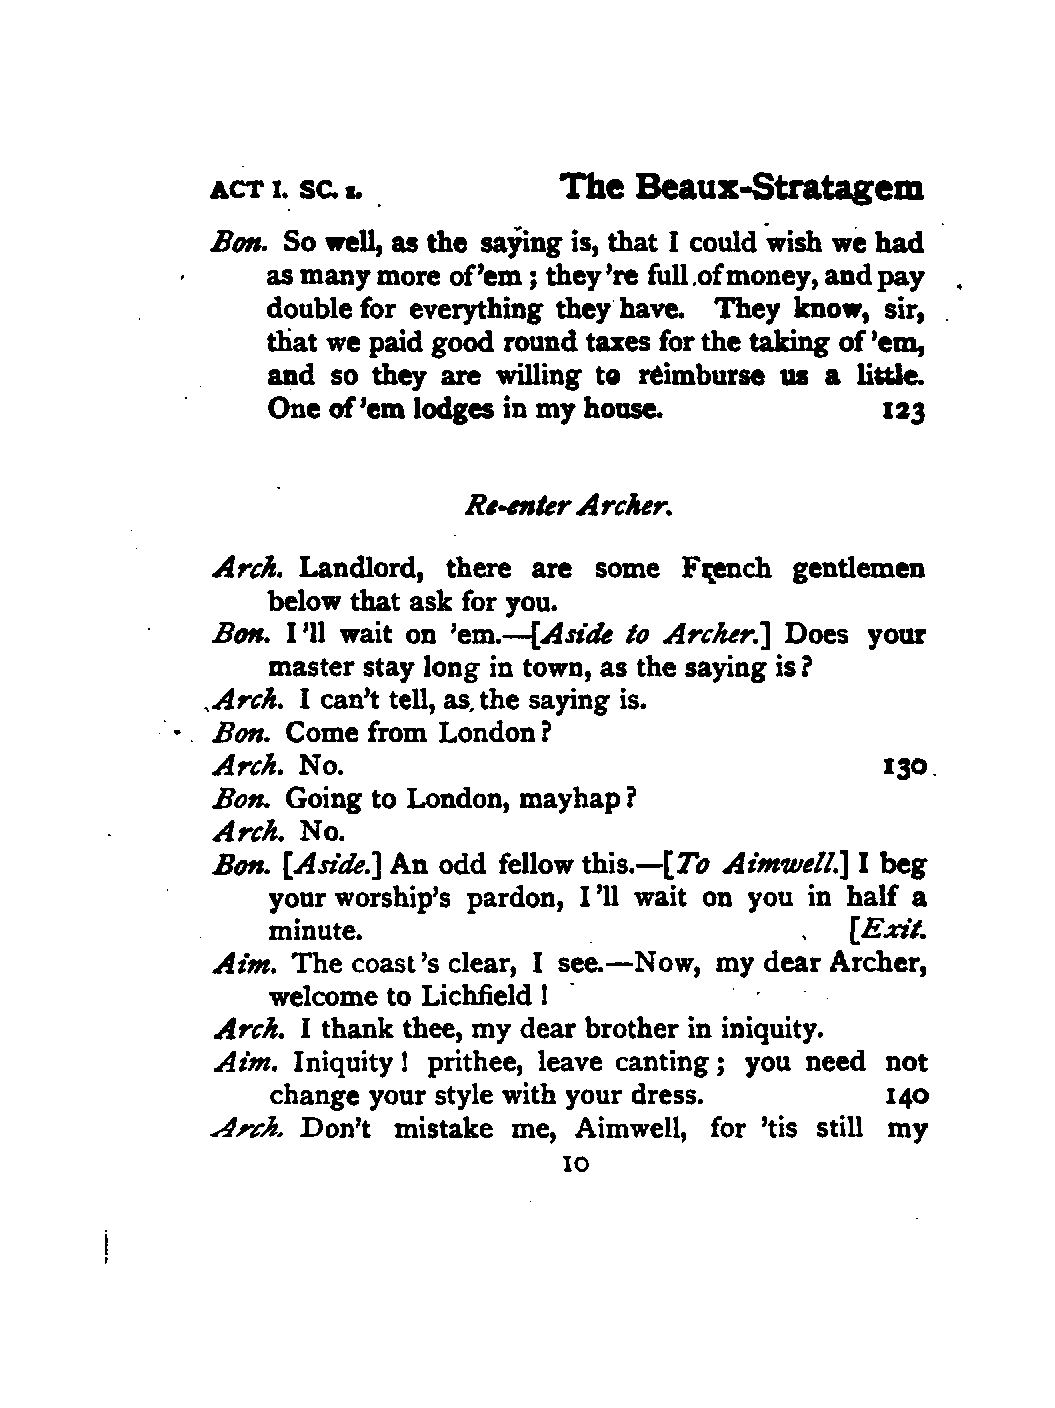 ACT I. SC. 1. The Beaux-Stratagem
Bon. So well, as the saying is, that I could wish we had
as many more of 'em; they're full of money, and pay
double for everything they have. They know, sir,
that we paid good round taxes for the taking of 'em,
and so they are willing to reimburse us a little.
One of 'em lodges in my house. 123
Re-enter Archer.
Arch. Landlord, there are some French gentlemen
below that ask for you.
Bon. I'll wait on 'em.—[Aside to Archer.] Does your
master stay long in town, as the saying is?
Arch. I can't tell, as the saying is.
Bon. Come from London?
Arch. No. 130
Bon. Going to London, mayhap?
Arch. No.
Bon. [Aside.] An odd fellow this.—[To Aimwell.] I beg
your worship's pardon, I'll wait on you in half a
minute. [Exit.
Aim. The coast's clear, I see.—Now, my dear Archer,
welcome to Lichfield!
Arch. I thank thee, my dear brother in iniquity.
Aim. Iniquity! prithee, leave canting; you need not
change your style with your dress. 140
Arch. Don't mistake me, Aimwell, for 'tis still my
10